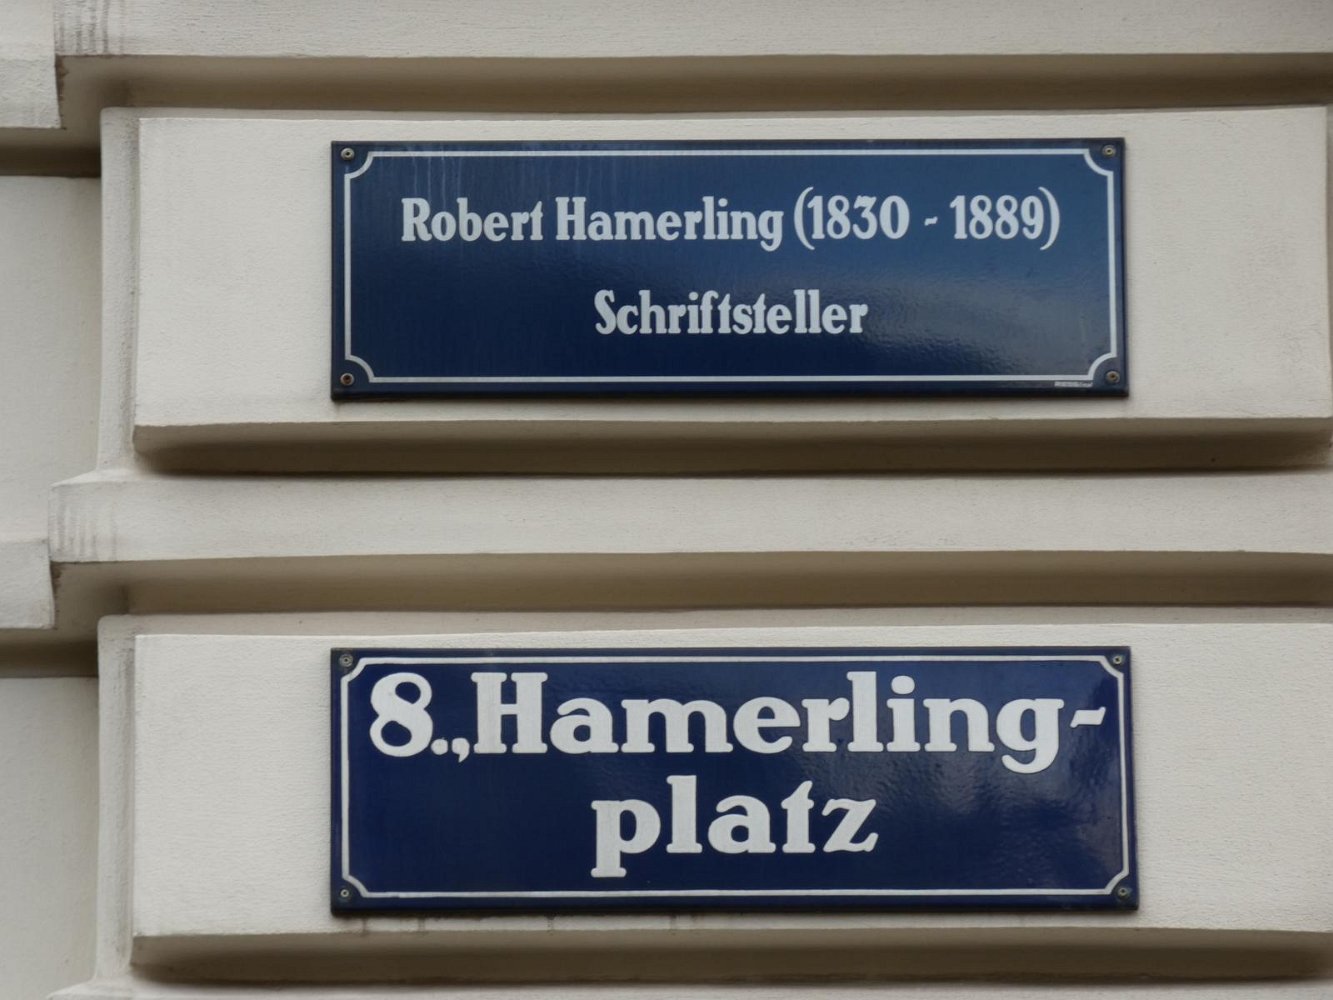 Robert Hamerling (1830 - 1889)
Schriftsteller
8., Hamerling-
platz